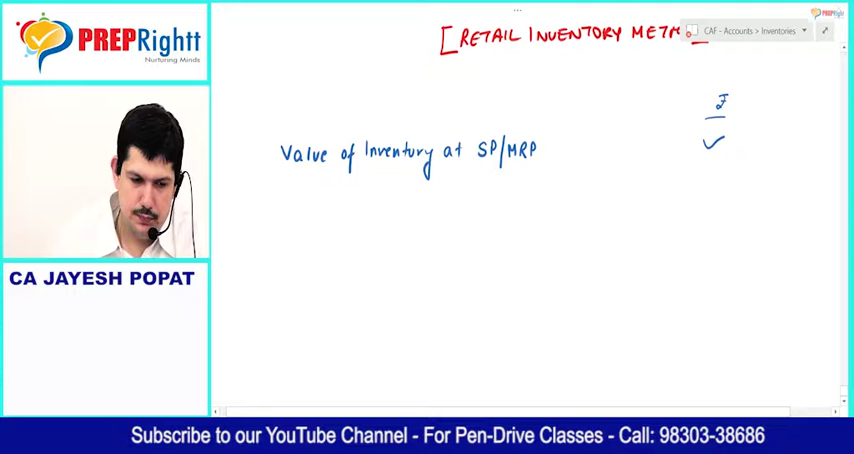 PREPRightt
Nurturing Minds
CA JAYESH POPAT
...
[RETAIL INVENTORY METH
CAF - Accounts > Inventories
PREPRightt
₹
Value of Inventory at SP/MRP ✓
Subscribe to our YouTube Channel - For Pen-Drive Classes - Call: 98303-38686